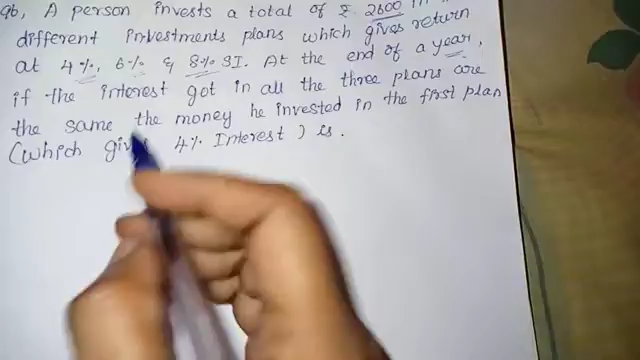 96, A person invests a total of ₹. 2600 in
different investments plans which gives return
at 4%, 6% & 8% SI. At the end of a year,
if the interest got in all the three plans are
the same the money he invested in the first plan
(which 4% Interest) is.